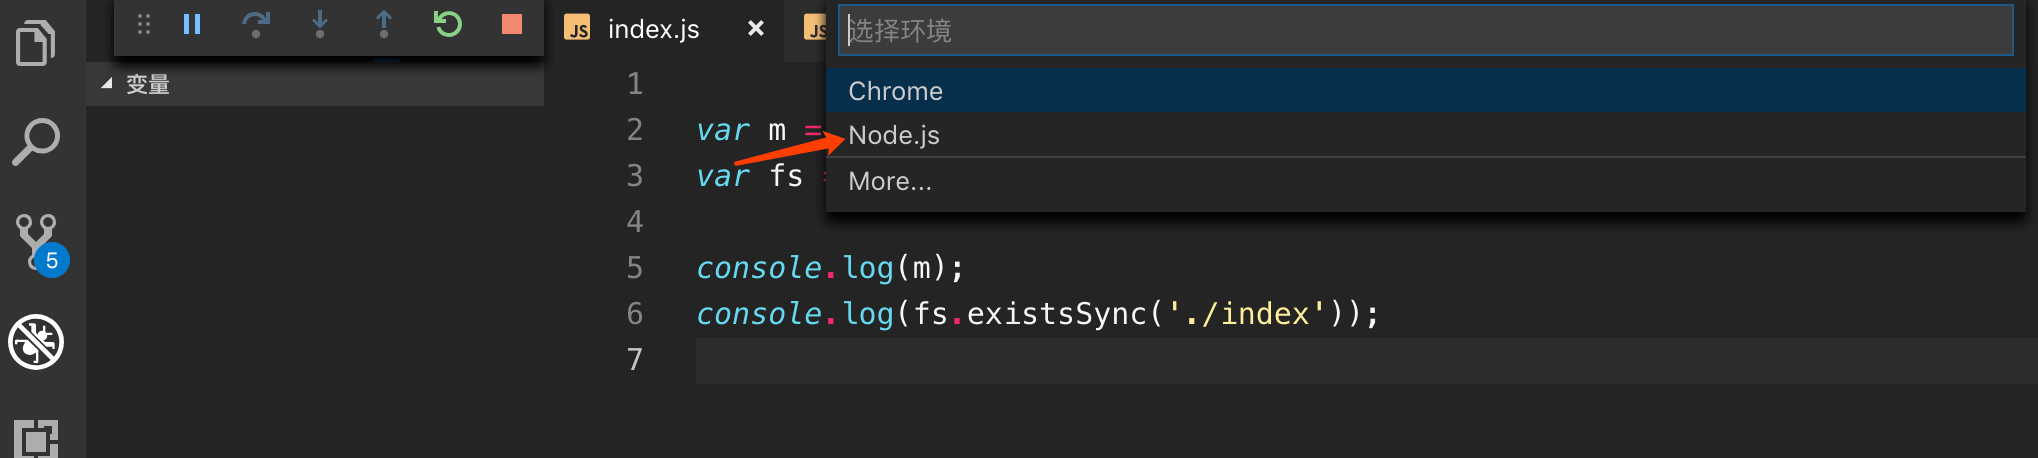 JS index.js ×
JS
选择环境
Chrome
Node.js
More...
变量
5
1
2 var m =
3 var fs =
4
5 console.log(m);
6 console.log(fs.existsSync('./index'));
7